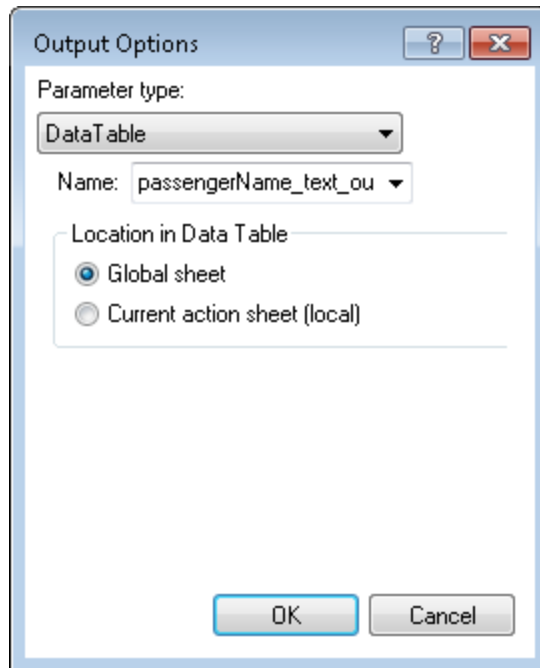 Output Options
?
Parameter type:
DataTable
Name: passengerName_text_ou
Location in Data Table
Global sheet
Current action sheet (local)
OK Cancel